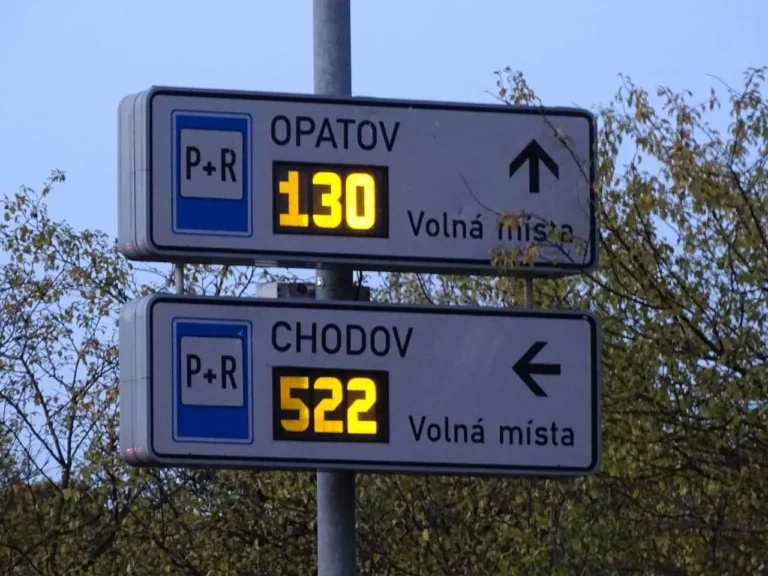 P+R OPATOV
130
Volná místa
P+R CHODOV
522
Volná místa